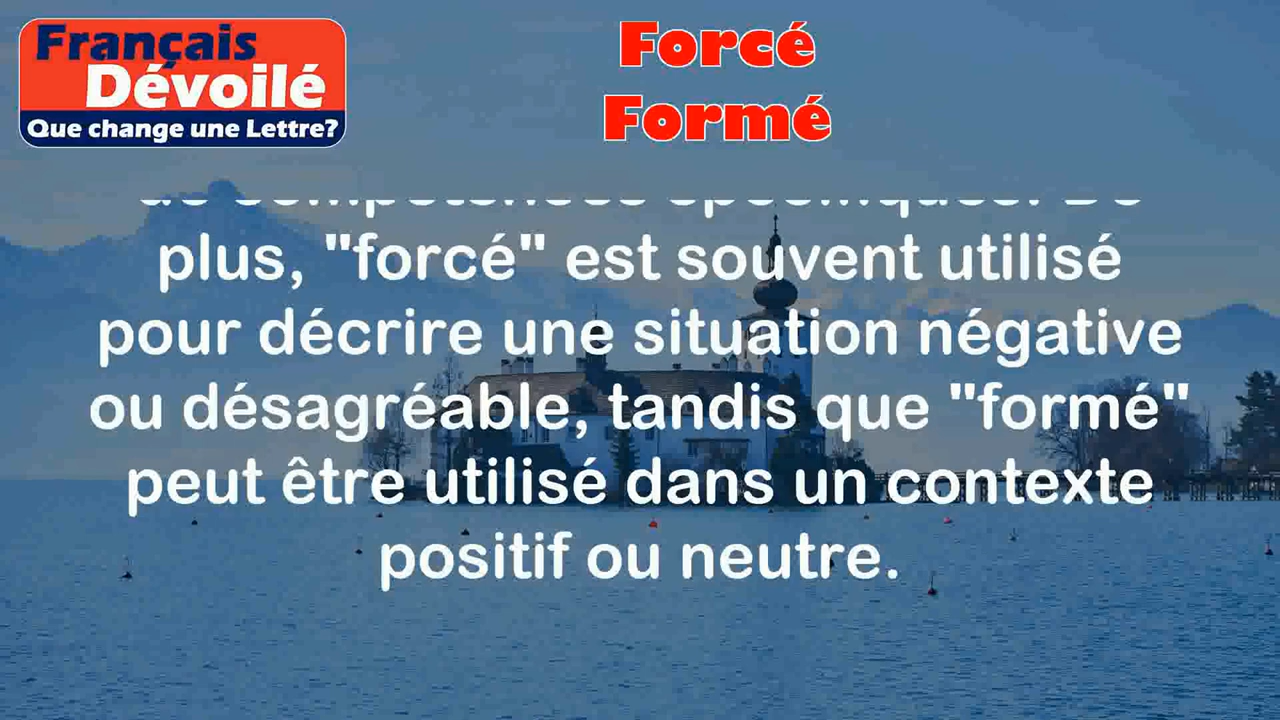 Français
Dévoilé
Que change une Lettre?
Forcé
Formé
plus, "forcé" est souvent utilisé
pour décrire une situation négative
ou désagréable, tandis que "formé"
peut être utilisé dans un contexte
positif ou neutre.